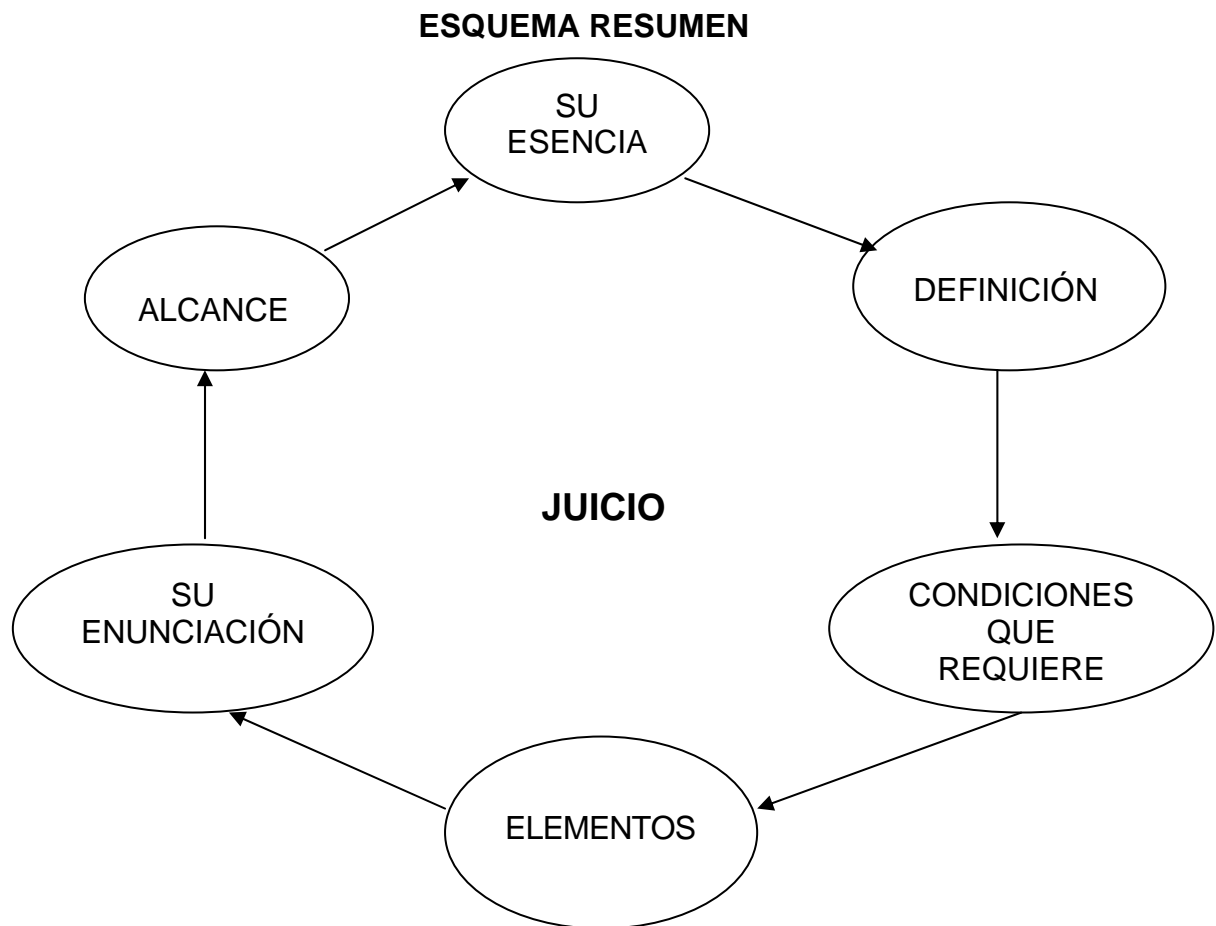 ESQUEMA RESUMEN
SU
ESENCIA
DEFINICIÓN
ALCANCE
JUICIO
SU
ENUNCIACIÓN
CONDICIONES
QUE
REQUIERE
ELEMENTOS